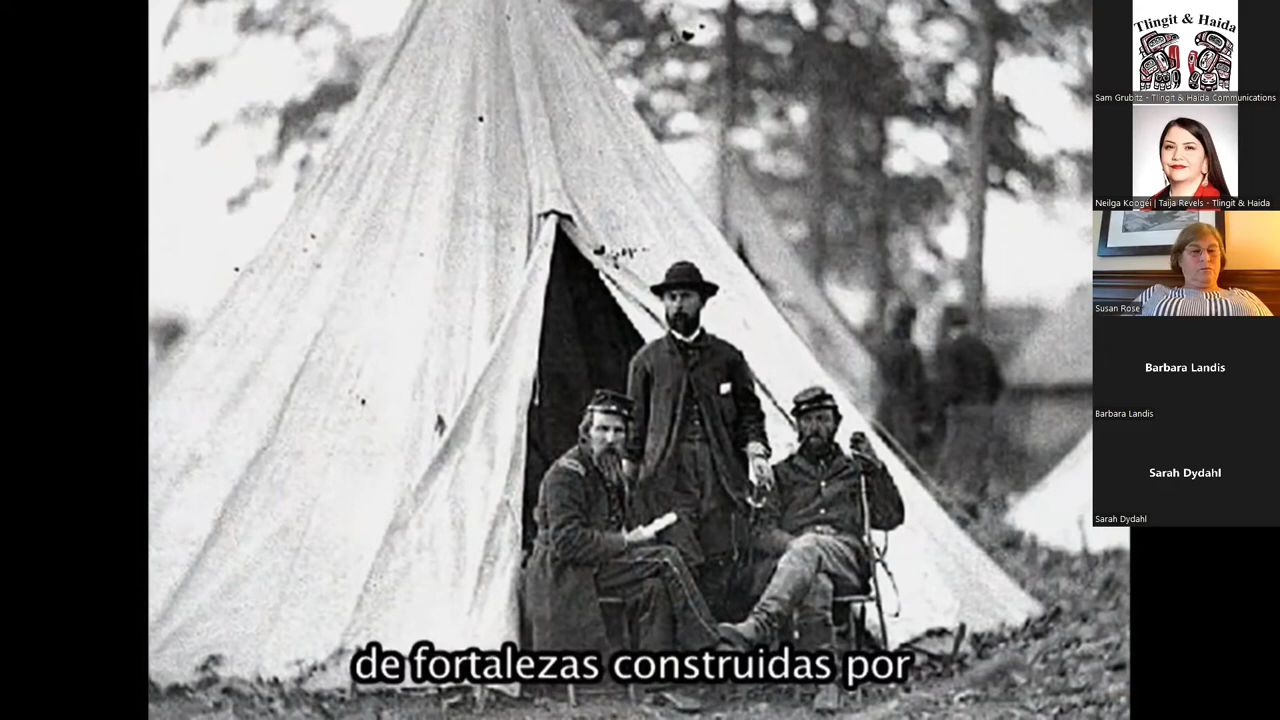 de fortalezas construidas por
Tlingit & Haida
Sam Grubitz - Tlingit & Haida Communications
Neilga Koogéi | Taija Revels - Tlingit & Haida
Susan Rose
Barbara Landis
Barbara Landis
Sarah Dydahl
Sarah Dydahl